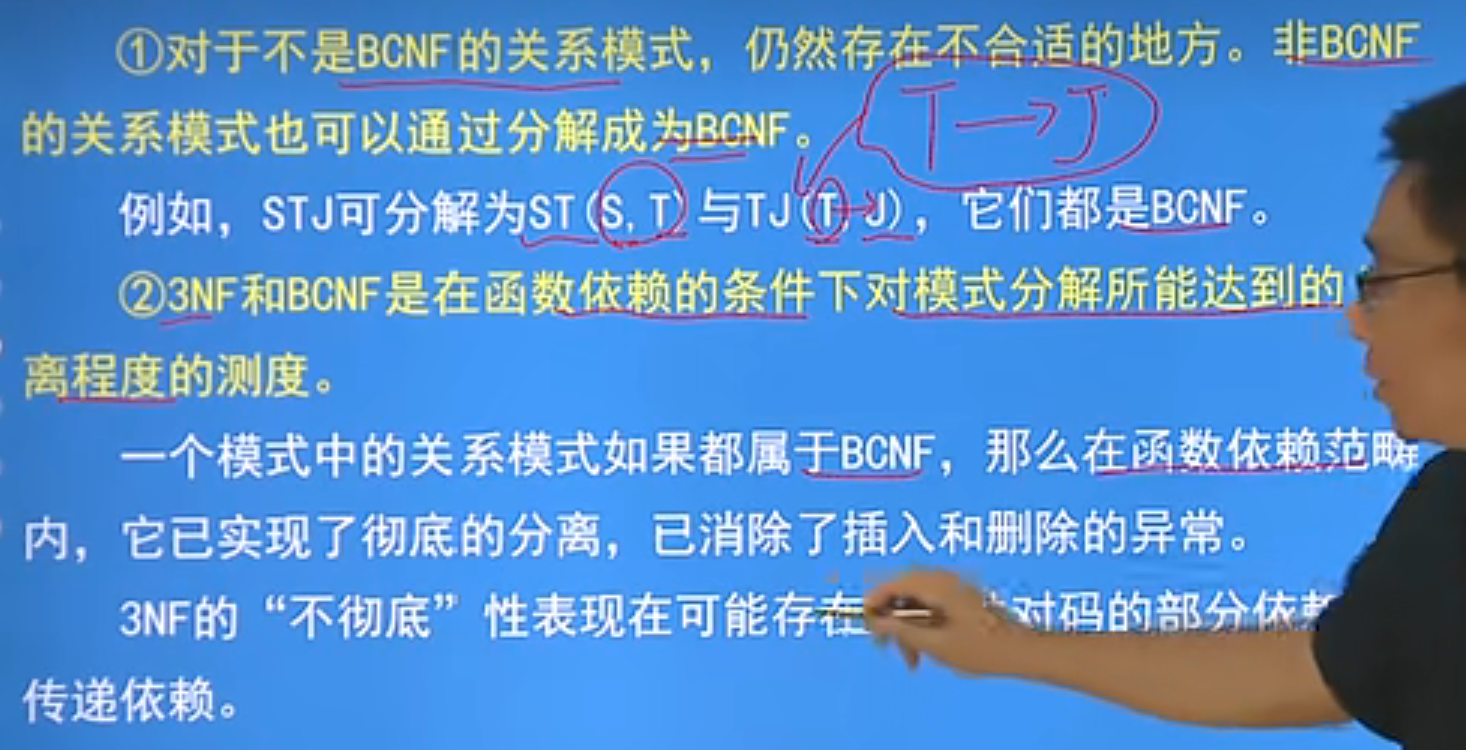 ①对于不是BCNF的关系模式，仍然存在不合适的地方。非BCNF
的关系模式也可以通过分解成为BCNF。
T→J
例如，STJ可分解为ST(S,T)与TJ(T→J)，它们都是BCNF。
②3NF和BCNF是在函数依赖的条件下对模式分解所能达到的
离程度的测度。
一个模式中的关系模式如果都属于BCNF，那么在函数依赖范畴
内，它已实现了彻底的分离，已消除了插入和删除的异常。
3NF的“不彻底”性表现在可能存在 对码的部分依赖
传递依赖。